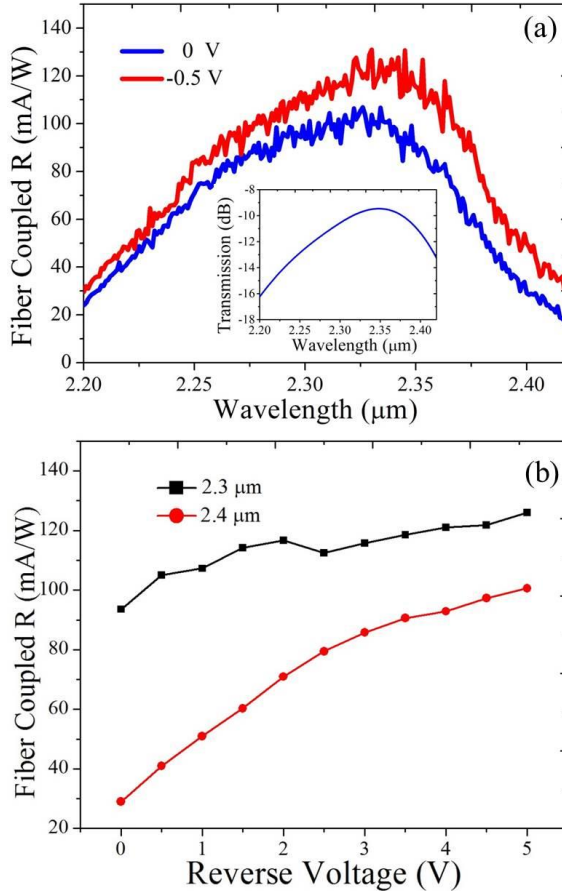 (a)
140
120
100
80
60
40
20
0
Fiber Coupled R (mA/W)
0 V
-0.5 V
-8
-10
-12
-14
-16
-18
Transmission (dB)
2.20 2.25 2.30 2.35 2.40
Wavelength (μm)
2.20 2.25 2.30 2.35 2.40
Wavelength (μm)
(b)
140
120
100
80
60
40
20
Fiber Coupled R (mA/W)
2.3 μm
2.4 μm
0 1 2 3 4 5
Reverse Voltage (V)